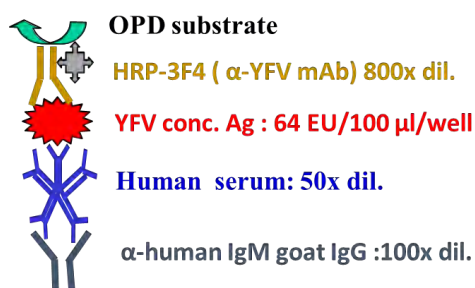 OPD substrate
HRP-3F4 ( α-YFV mAb) 800x dil.
YFV conc. Ag : 64 EU/100 µl/well
Human serum: 50x dil.
α-human IgM goat IgG :100x dil.